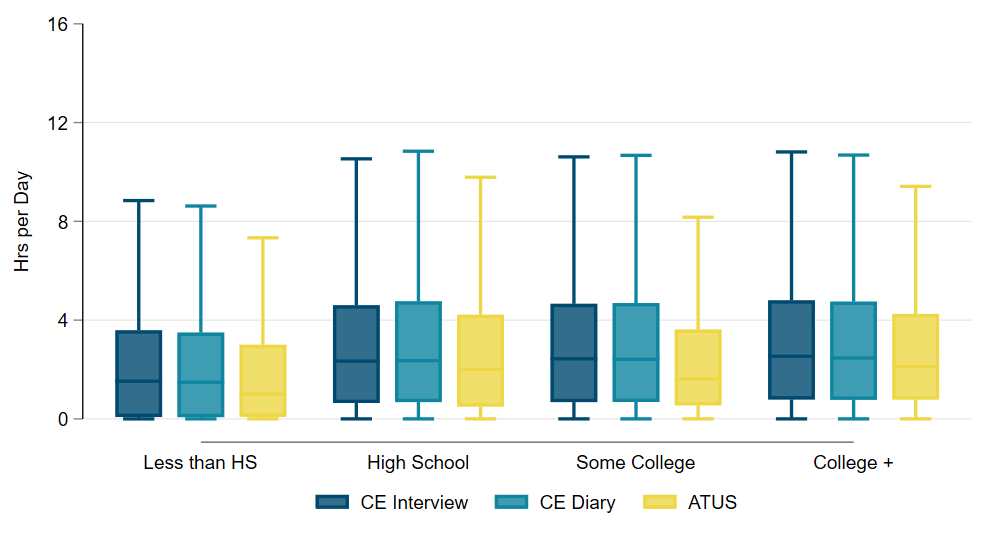 16
12
8
4
0
Hrs per Day
Less than HS High School Some College College +
CE Interview CE Diary ATUS